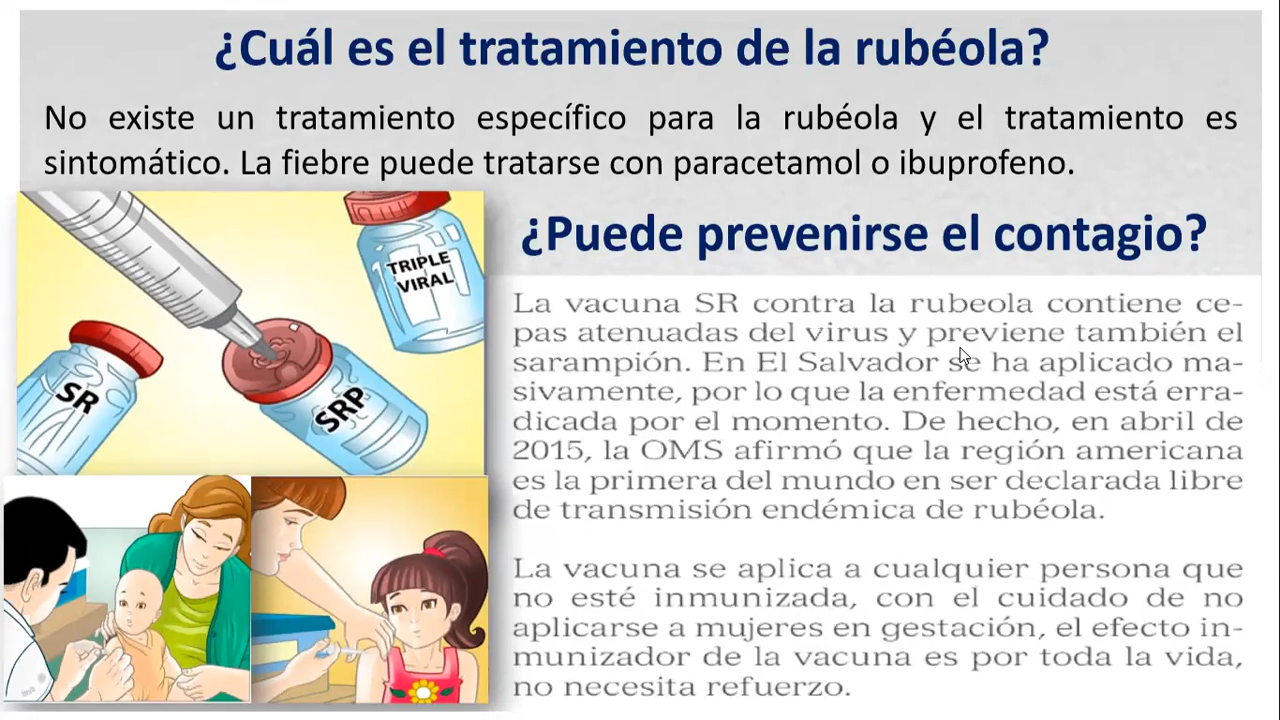 ¿Cuál es el tratamiento de la rubéola?
No existe un tratamiento específico para la rubéola y el tratamiento es
sintomático. La fiebre puede tratarse con paracetamol o ibuprofeno.
TRIPLE
VIRAL
SR
SRP
¿Puede prevenirse el contagio?
La vacuna SR contra la rubeola contiene ce-
pas atenuadas del virus y previene también el
sarampión. En El Salvador se ha aplicado ma-
sivamente, por lo que la enfermedad está erra-
dicada por el momento. De hecho, en abril de
2015, la OMS afirmó que la región americana
es la primera del mundo en ser declarada libre
de transmisión endémica de rubéola.
La vacuna se aplica a cualquier persona que
no esté inmunizada, con el cuidado de no
aplicarse a mujeres en gestación, el efecto in-
munizador de la vacuna es por toda la vida,
no necesita refuerzo.